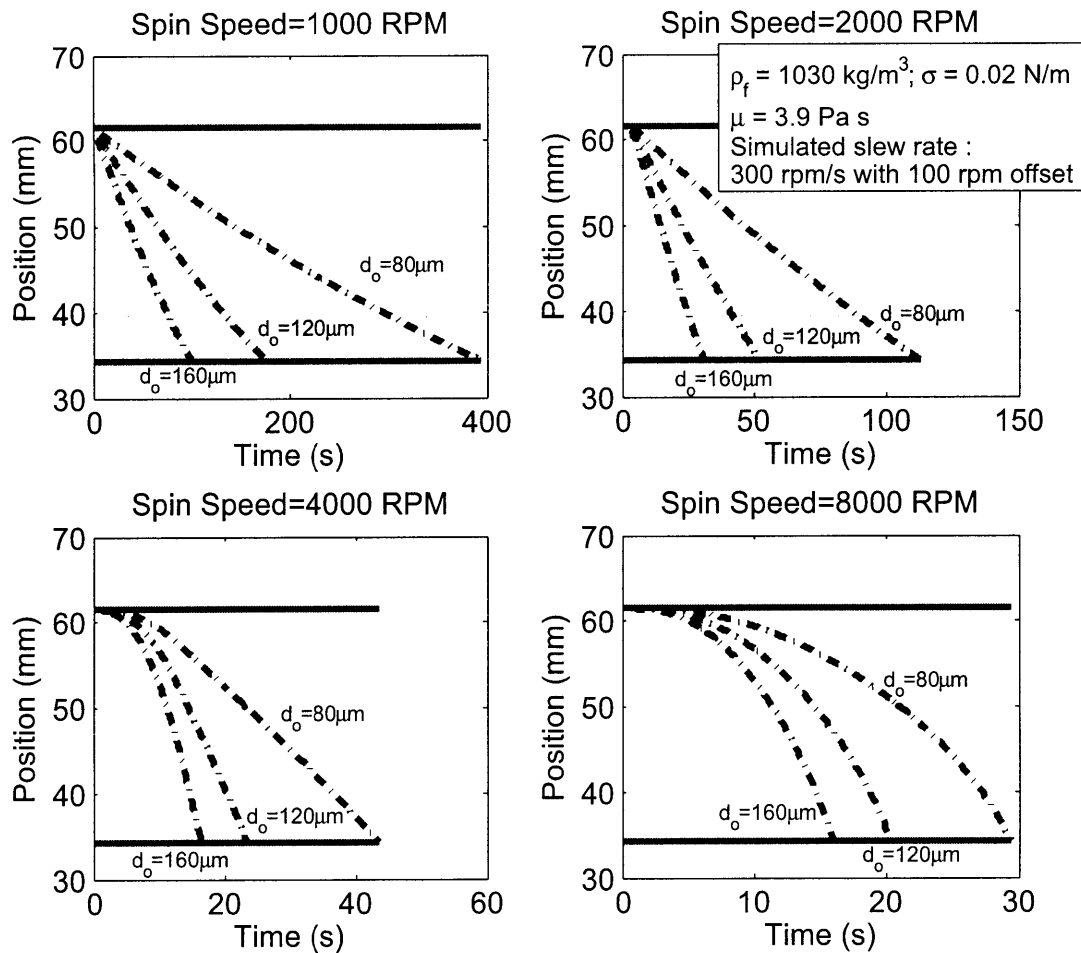 Spin Speed=1000 RPM
70
60
50
40
30
Position (mm)
d_o=80μm
d_o=120μm
d_o=160μm
0 200 400
Time (s)
Spin Speed=2000 RPM
ρ_f = 1030 kg/m³; σ = 0.02 N/m
μ = 3.9 Pa s
Simulated slew rate :
300 rpm/s with 100 rpm offset
70
60
50
40
30
Position (mm)
d_o=80μm
d_o=120μm
d_o=160μm
0 50 100 150
Time (s)
Spin Speed=4000 RPM
70
60
50
40
30
Position (mm)
d_o=80μm
d_o=120μm
d_o=160μm
0 20 40 60
Time (s)
Spin Speed=8000 RPM
70
60
50
40
30
Position (mm)
d_o=80μm
d_o=160μm
d_o=120μm
0 10 20 30
Time (s)